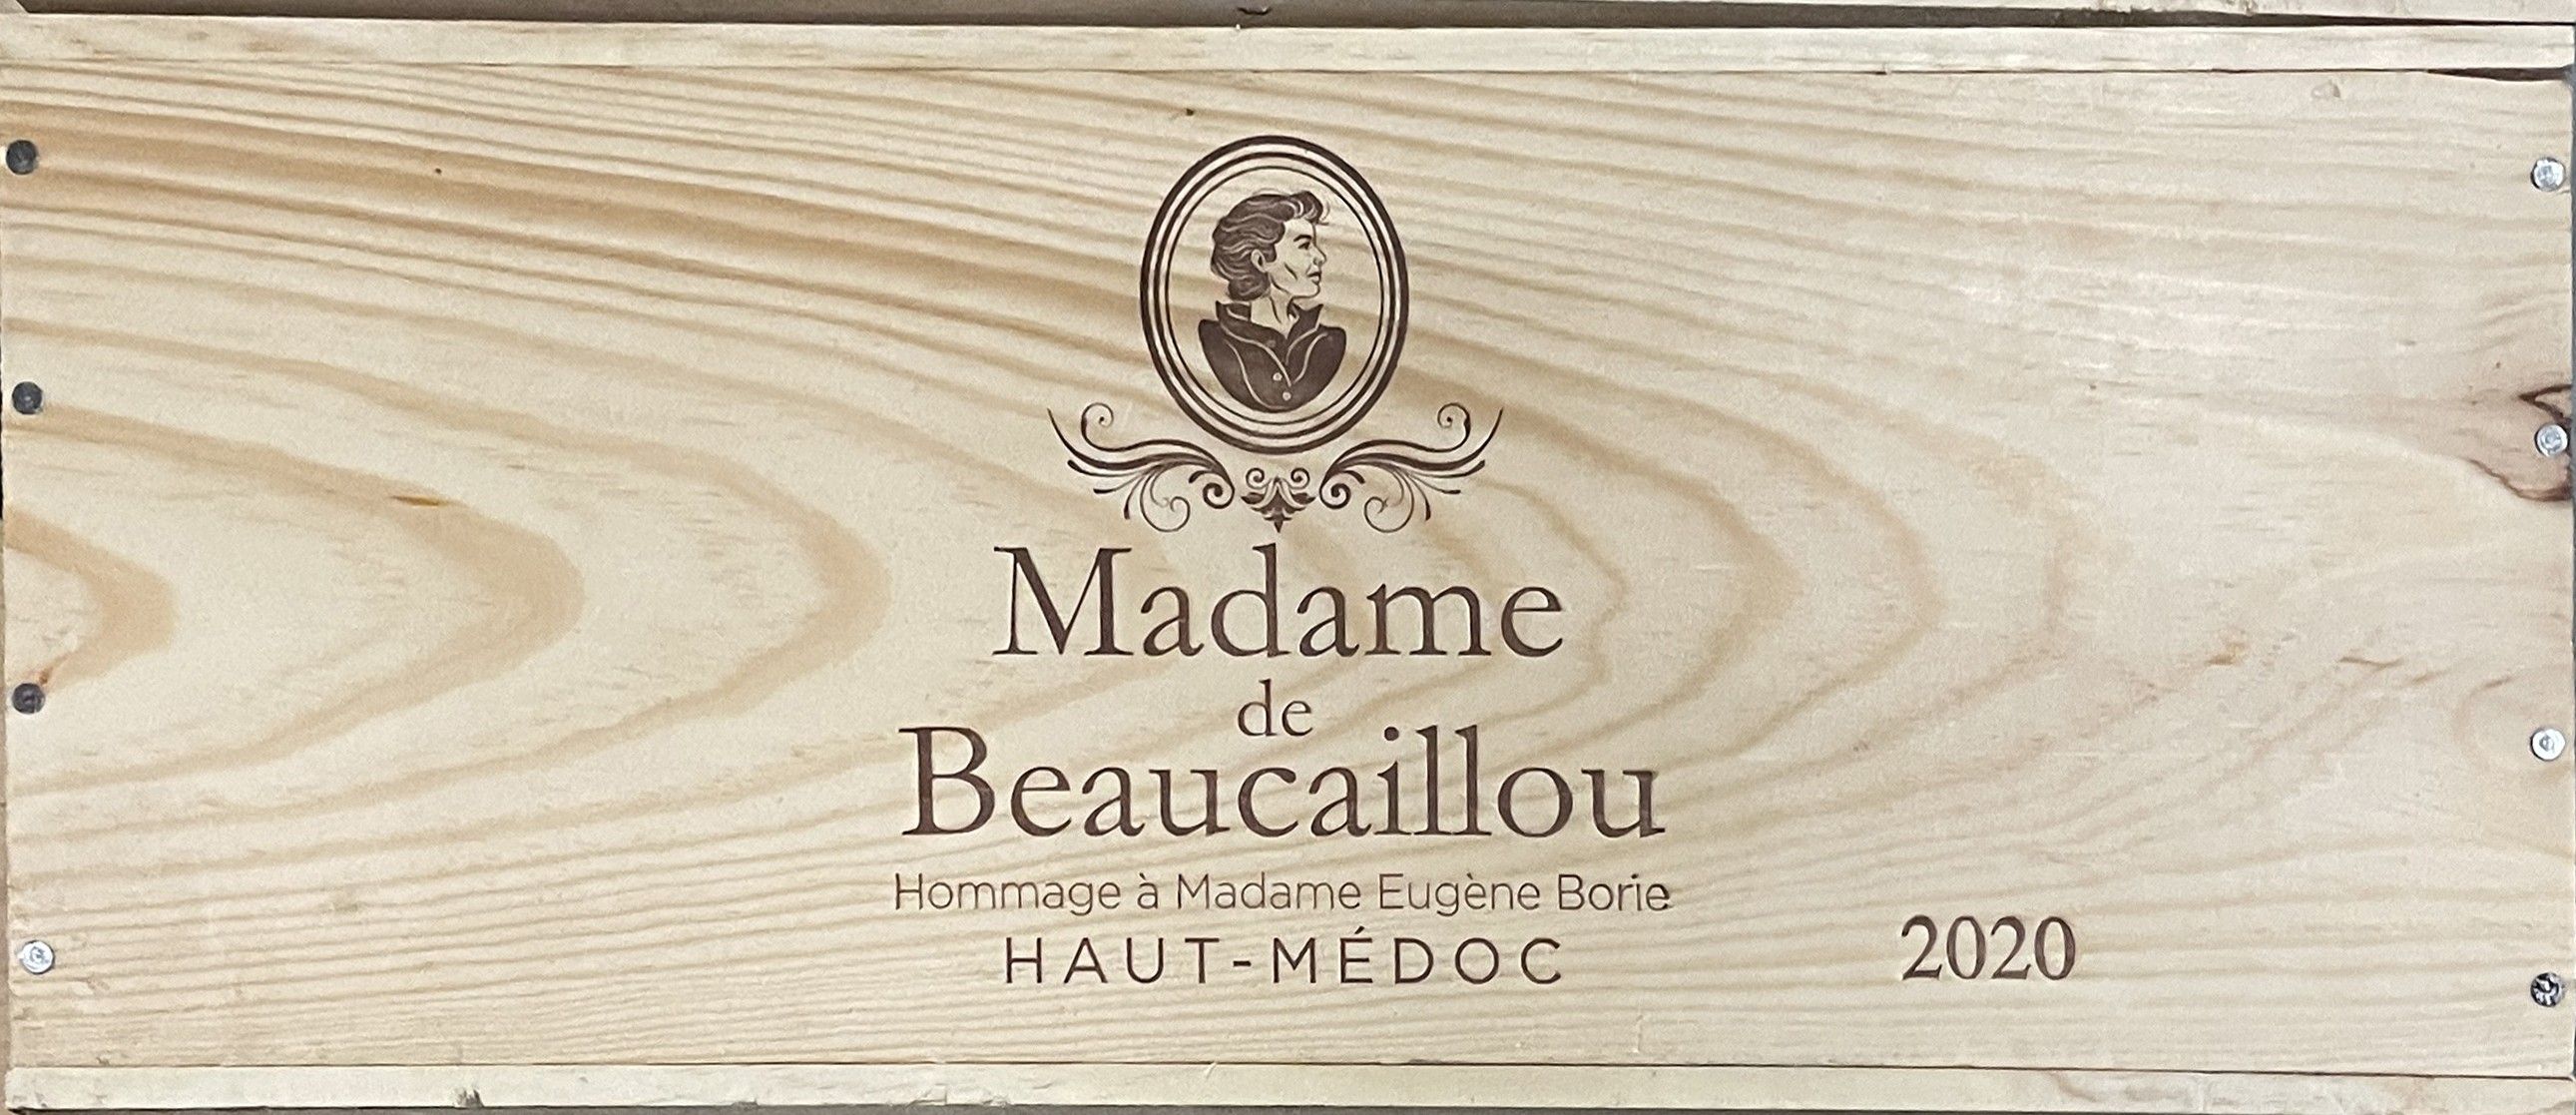 Madame
de
Beaucaillou
Hommage à Madame Eugène Borie
HAUT-MÉDOC
2020